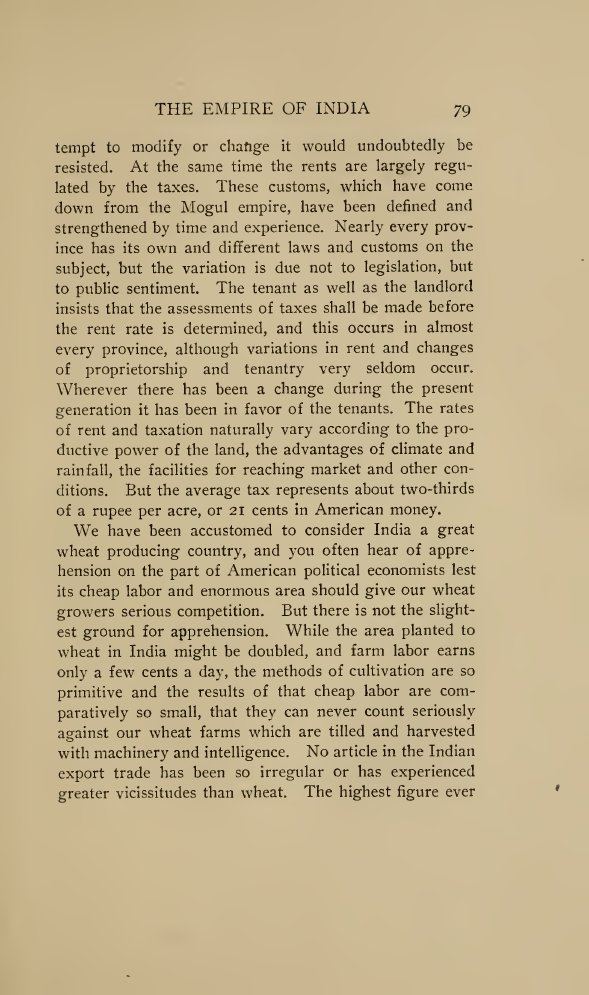 THE EMPIRE OF INDIA 79
tempt to modify or change it would undoubtedly be
resisted. At the same time the rents are largely regu-
lated by the taxes. These customs, which have come
down from the Mogul empire, have been defined and
strengthened by time and experience. Nearly every prov-
ince has its own and different laws and customs on the
subject, but the variation is due not to legislation, but
to public sentiment. The tenant as well as the landlord
insists that the assessments of taxes shall be made before
the rent rate is determined, and this occurs in almost
every province, although variations in rent and changes
of proprietorship and tenantry very seldom occur.
Wherever there has been a change during the present
generation it has been in favor of the tenants. The rates
of rent and taxation naturally vary according to the pro-
ductive power of the land, the advantages of climate and
rainfall, the facilities for reaching market and other con-
ditions. But the average tax represents about two-thirds
of a rupee per acre, or 21 cents in American money.
We have been accustomed to consider India a great
wheat producing country, and you often hear of appre-
hension on the part of American political economists lest
its cheap labor and enormous area should give our wheat
growers serious competition. But there is not the slight-
est ground for apprehension. While the area planted to
wheat in India might be doubled, and farm labor earns
only a few cents a day, the methods of cultivation are so
primitive and the results of that cheap labor are com-
paratively so small, that they can never count seriously
against our wheat farms which are tilled and harvested
with machinery and intelligence. No article in the Indian
export trade has been so irregular or has experienced
greater vicissitudes than wheat. The highest figure ever